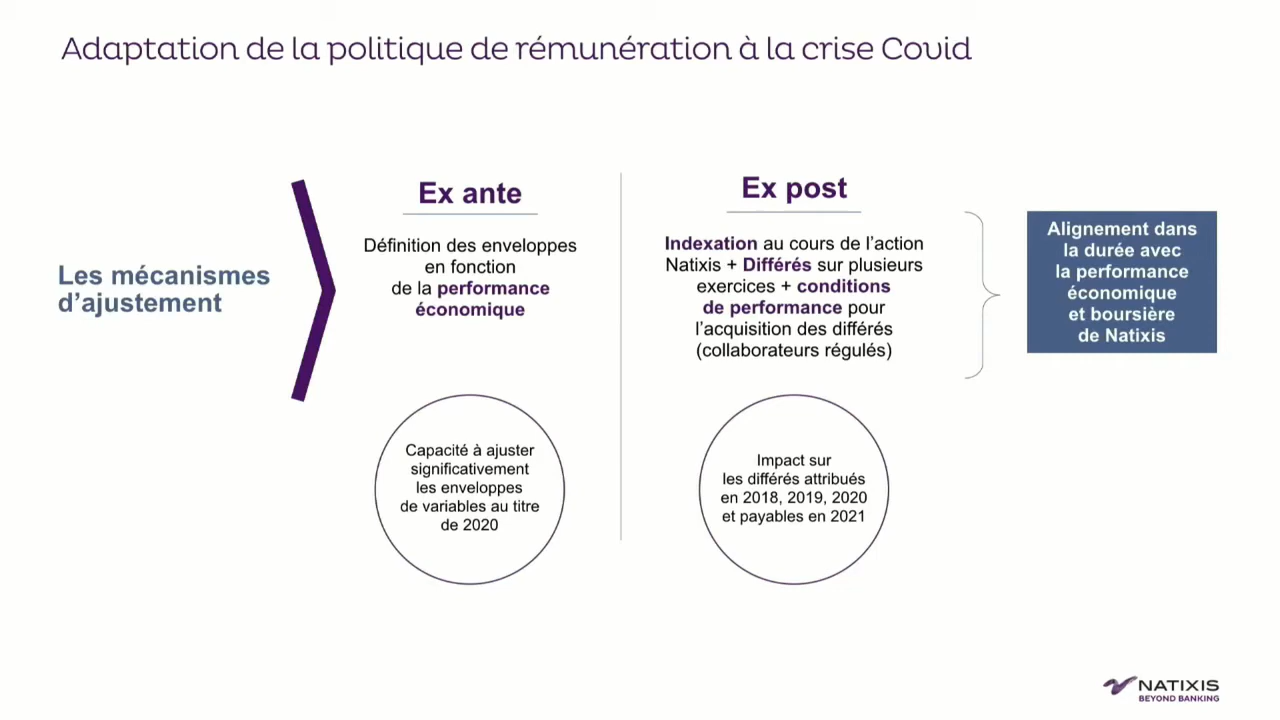 Adaptation de la politique de rémunération à la crise Covid
Les mécanismes
d'ajustement
Ex ante
Définition des enveloppes
en fonction
de la performance
économique
Capacité à ajuster
significativement
les enveloppes
de variables au titre
de 2020
Ex post
Indexation au cours de l'action
Natixis + Différés sur plusieurs
exercices + conditions
de performance pour
l'acquisition des différés
(collaborateurs régulés)
Impact sur
les différés attribués
en 2018, 2019, 2020
et payables en 2021
Alignement dans
la durée avec
la performance
économique
et boursière
de Natixis
NATIXIS
BEYOND BANKING